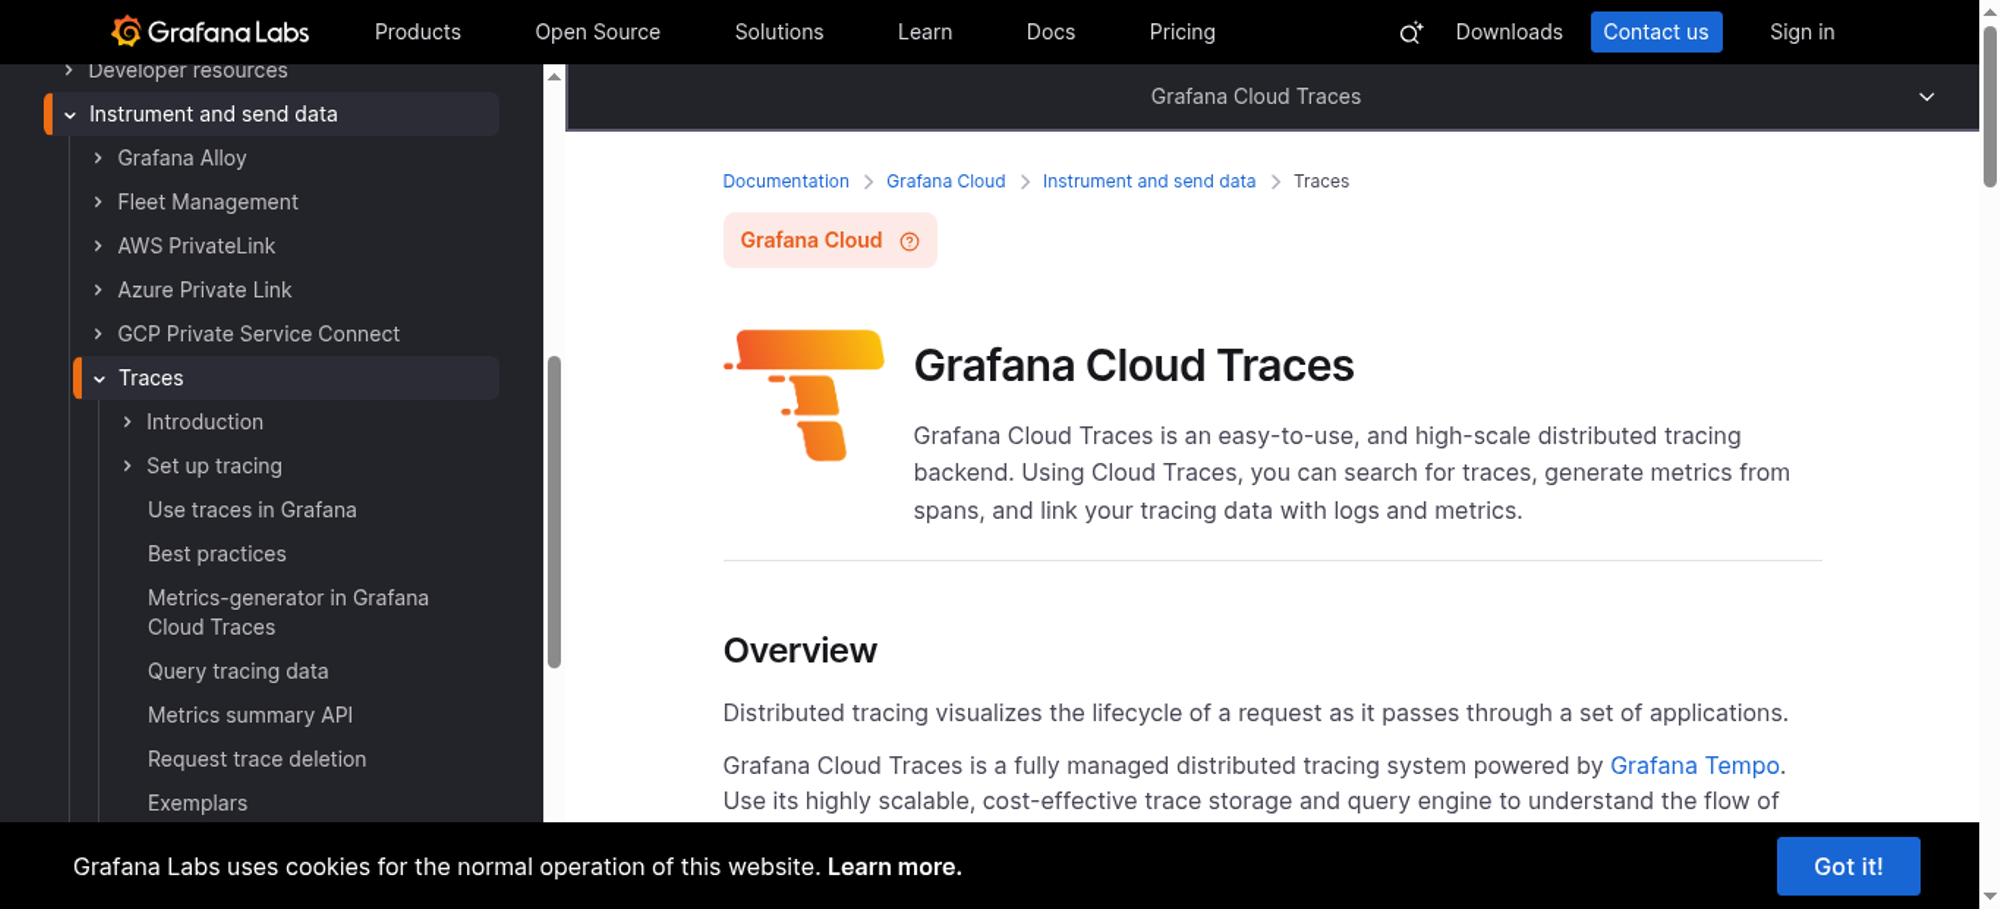 Grafana Labs Products Open Source Solutions Learn Docs Pricing Downloads Contact us Sign in
Developer resources
Instrument and send data
Grafana Alloy
Fleet Management
AWS PrivateLink
Azure Private Link
GCP Private Service Connect
Traces
Introduction
Set up tracing
Use traces in Grafana
Best practices
Metrics-generator in Grafana
Cloud Traces
Query tracing data
Metrics summary API
Request trace deletion
Exemplars
Grafana Cloud Traces
Documentation Grafana Cloud Instrument and send data Traces
Grafana Cloud
Grafana Cloud Traces
Grafana Cloud Traces is an easy-to-use, and high-scale distributed tracing
backend. Using Cloud Traces, you can search for traces, generate metrics from
spans, and link your tracing data with logs and metrics.
Overview
Distributed tracing visualizes the lifecycle of a request as it passes through a set of applications.
Grafana Cloud Traces is a fully managed distributed tracing system powered by Grafana Tempo.
Use its highly scalable, cost-effective trace storage and query engine to understand the flow of
Grafana Labs uses cookies for the normal operation of this website. Learn more.
Got it!